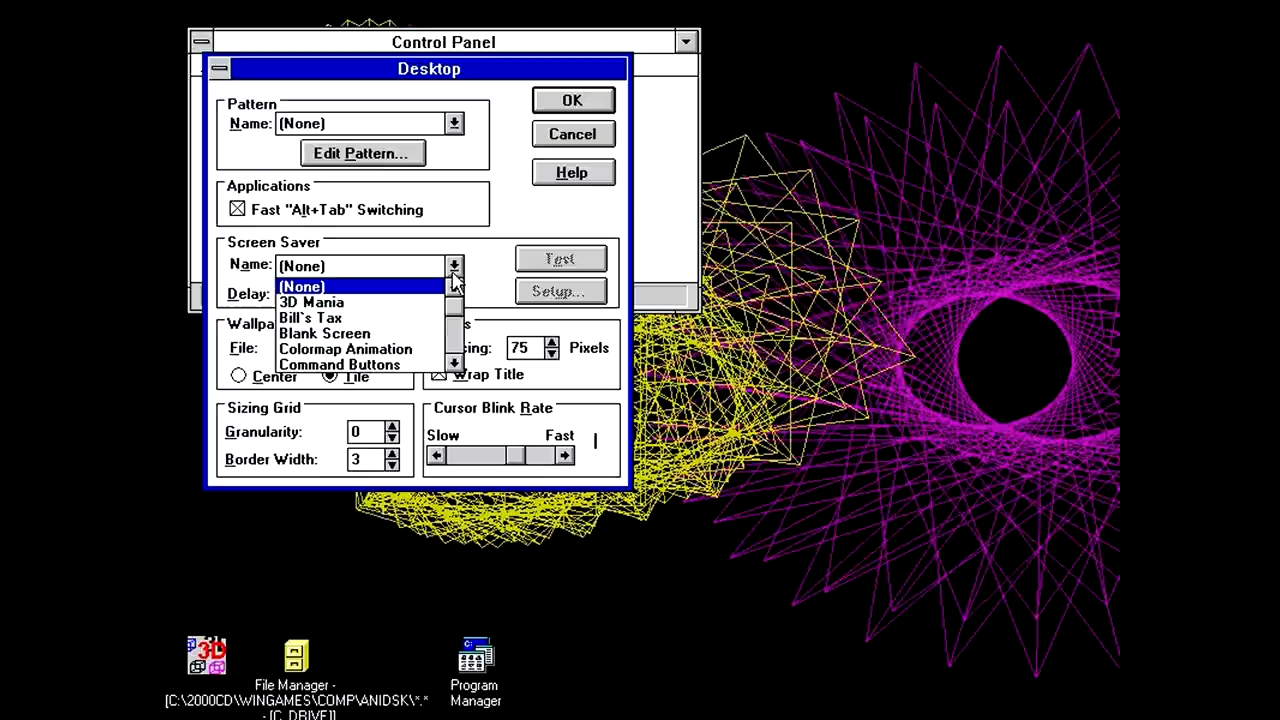 Control Panel
Desktop
Pattern
Name: (None)
Edit Pattern...
OK
Cancel
Help
Applications
Fast "Alt+Tab" Switching
Screen Saver
Name: (None)
Test
Delay:
Setup...
(None)
3D Mania
Bill`s Tax
Blank Screen
Colormap Animation
Command Buttons
75 Pixels
File:
Center Tile
Wrap Title
Sizing Grid
Granularity: 0
Border Width: 3
Cursor Blink Rate
Slow Fast
3D
File Manager -
[C:\2000CD\WINGAMES\COMP\ANIDSK\*.*
- [C_DRIVE]]
Program
Manager